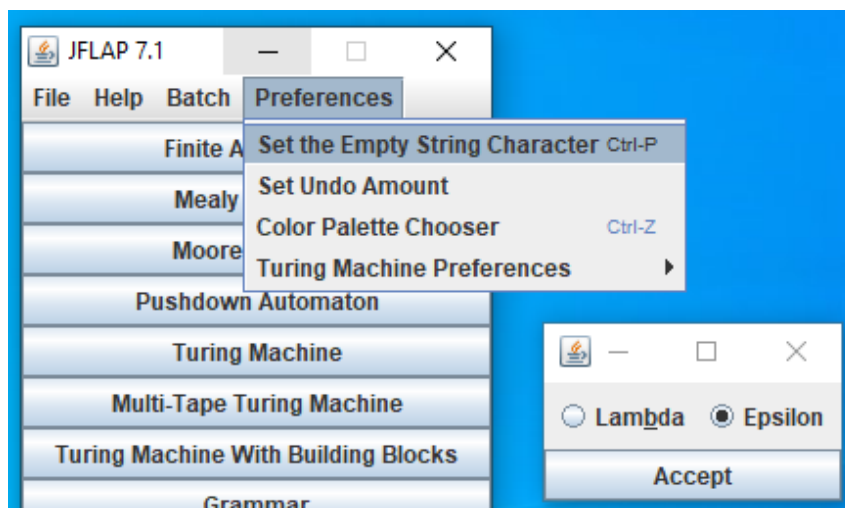 JFLAP 7.1
File Help Batch Preferences
Set the Empty String Character Ctrl-P
Set Undo Amount
Color Palette Chooser Ctrl-Z
Turing Machine Preferences
Finite A
Mealy
Moore
Pushdown Automaton
Turing Machine
Multi-Tape Turing Machine
Turing Machine With Building Blocks
Grammar
Lambda Epsilon
Accept